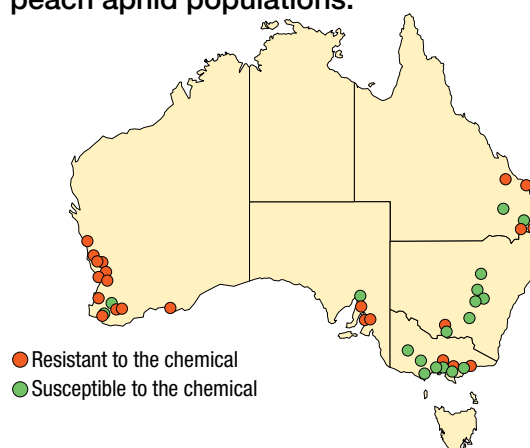 peach aphid populations.
Resistant to the chemical
Susceptible to the chemical